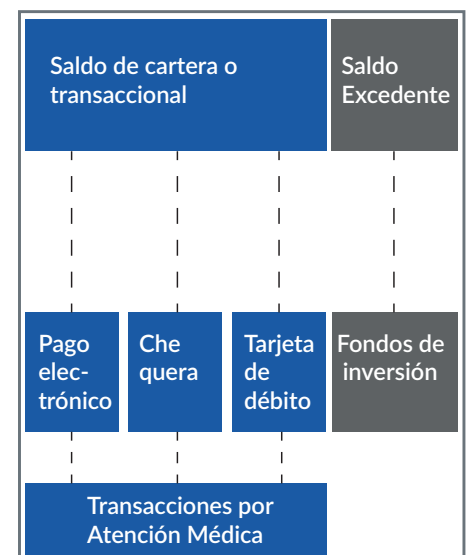 Saldo de cartera o
transaccional
Saldo
Excedente
Pago
elec-
trónico
Che
quera
Tarjeta
de
débito
Fondos de
inversión
Transacciones por
Atención Médica